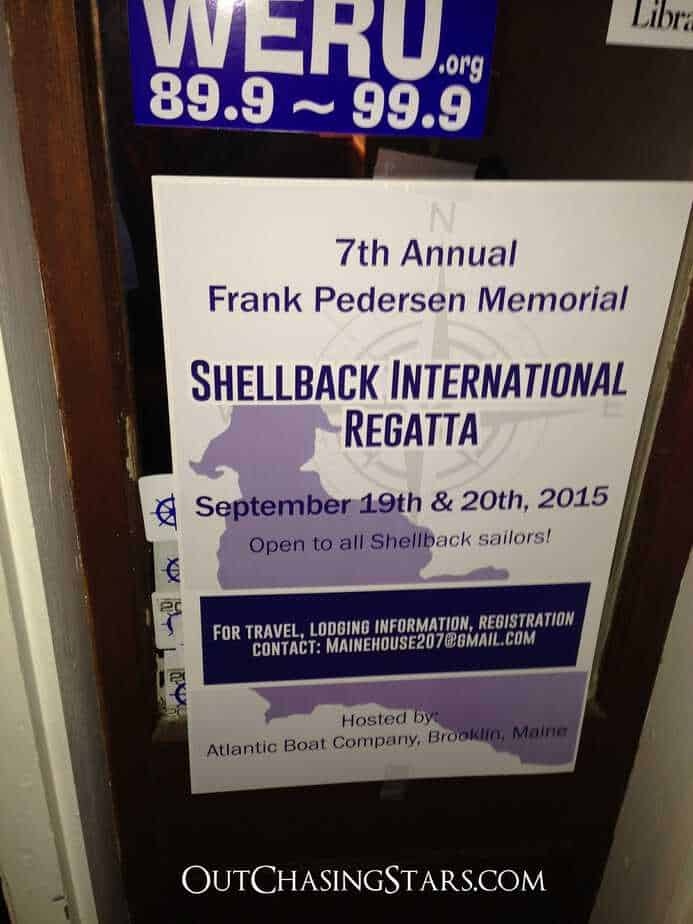 WERU.org
89.9 ~ 99.9
N
7th Annual
Frank Pedersen Memorial
Shellback International
Regatta
E
September 19th & 20th, 2015
Open to all Shellback sailors!
For travel, lodging information, registration
contact: Mainehouse207@gmail.com
Hosted by:
Atlantic Boat Company, Brooklin, Maine
OutChasingStars.com